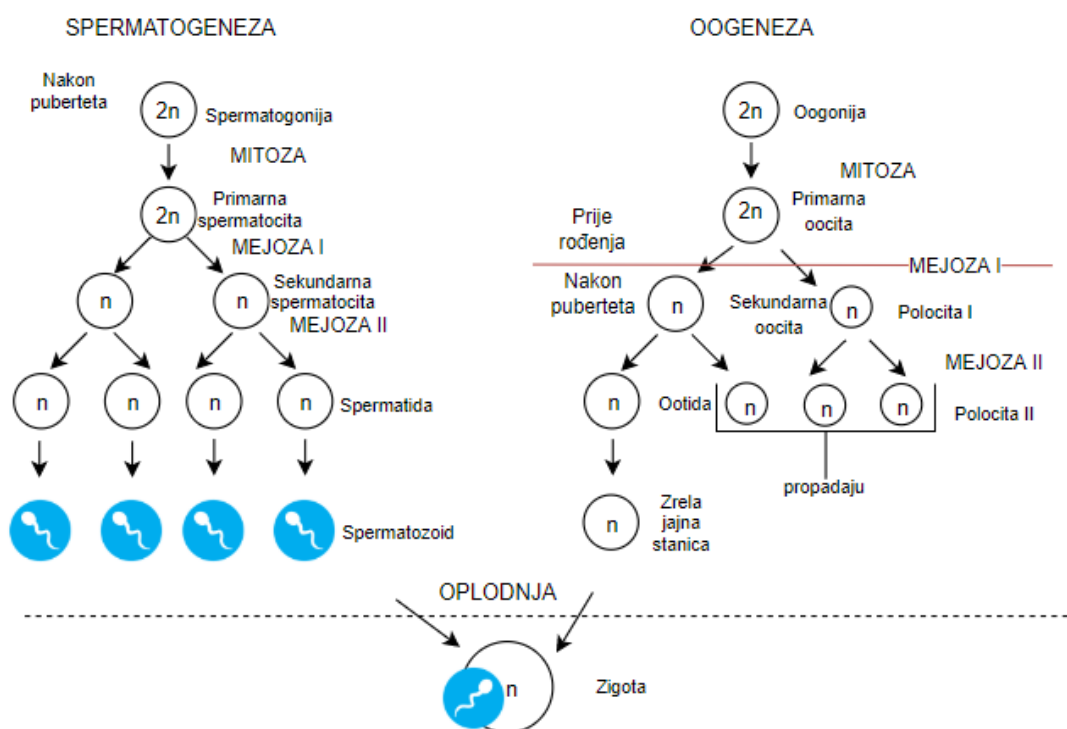 SPERMATOGENEZA
Nakon
puberteta
2n
Spermatogonija
MITOZA
2n
Primarna
spermatocita
MEJOZA I
n
n
Sekundarna
spermatocita
MEJOZA II
n
n
n
n
Spermatida
Spermatozoid
OOGENEZA
2n
Oogonija
MITOZA
2n
Primarna
oocita
Prije
rođenja
MEJOZA I
Nakon
puberteta
n
Sekundarna
oocita
n
Polocita I
MEJOZA II
n
Ootida
n
n
n
Polocita II
propadaju
n
Zrela
jajna
stanica
OPLODNJA
n
Zigota